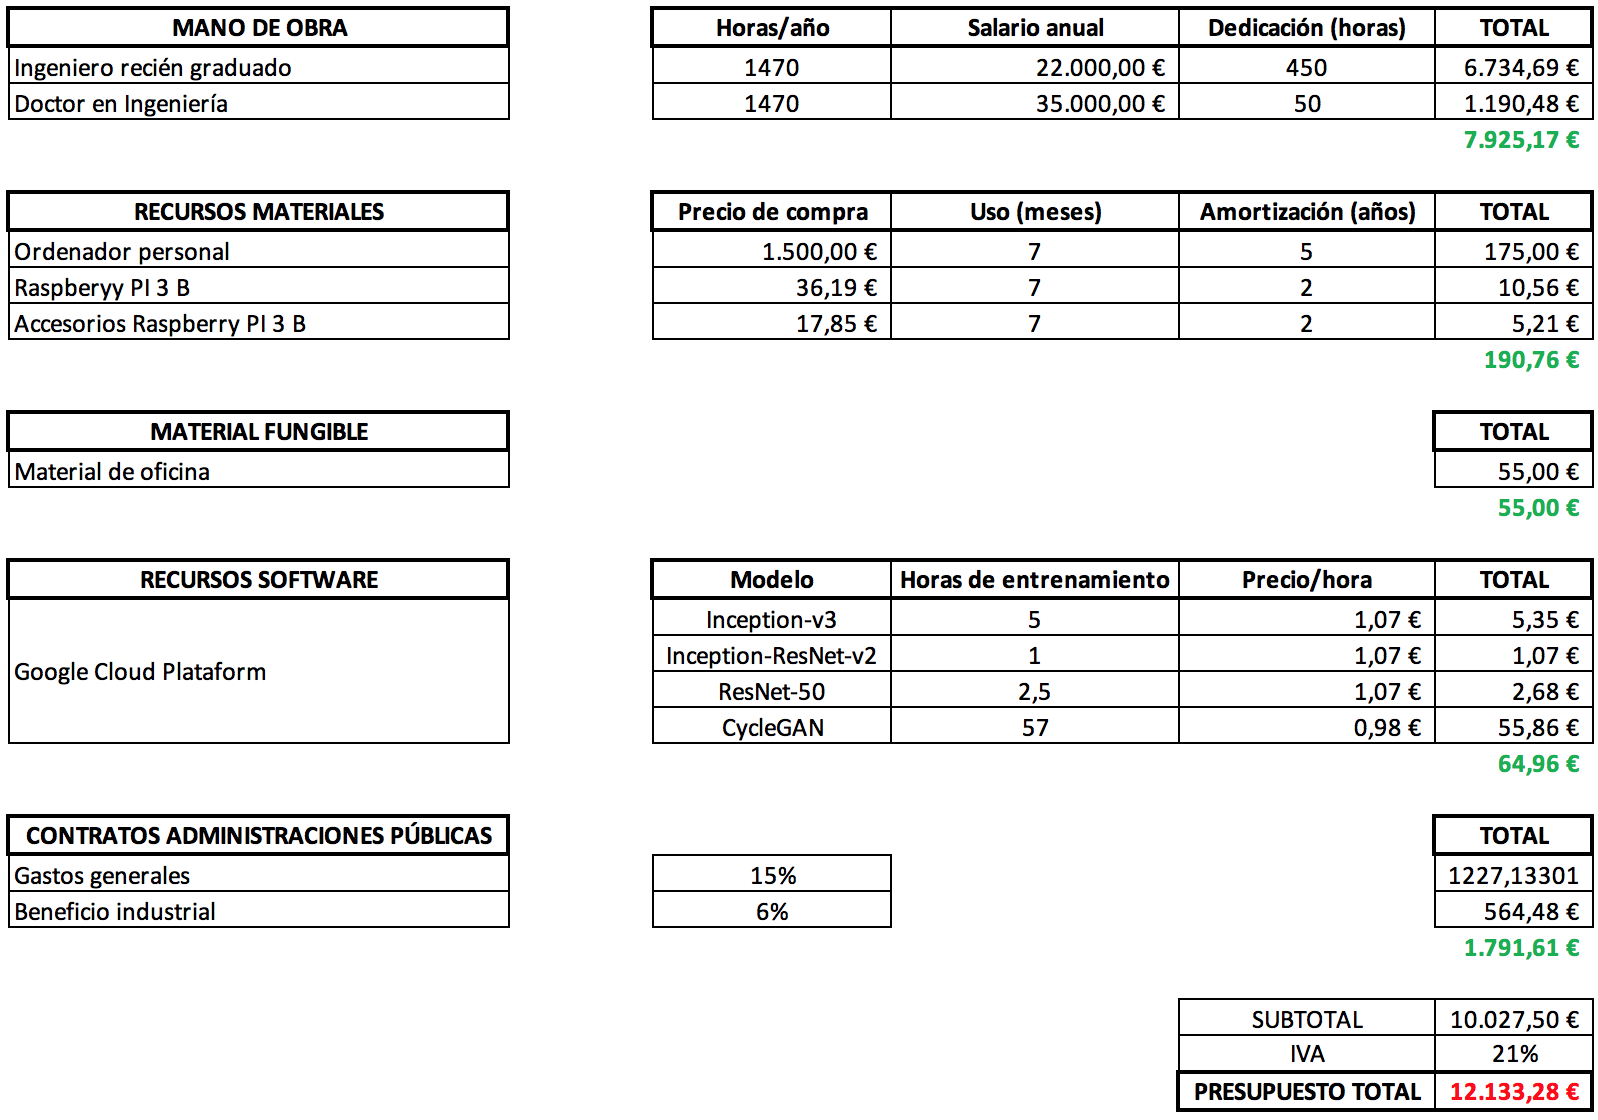 MANO DE OBRA Horas/año Salario anual Dedicación (horas) TOTAL
Ingeniero recién graduado 1470 22.000,00 € 450 6.734,69 €
Doctor en Ingeniería 1470 35.000,00 € 50 1.190,48 €
7.925,17 €
RECURSOS MATERIALES Precio de compra Uso (meses) Amortización (años) TOTAL
Ordenador personal 1.500,00 € 7 5 175,00 €
Raspberyy PI 3 B 36,19 € 7 2 10,56 €
Accesorios Raspberry PI 3 B 17,85 € 7 2 5,21 €
190,76 €
MATERIAL FUNGIBLE TOTAL
Material de oficina 55,00 €
55,00 €
RECURSOS SOFTWARE Modelo Horas de entrenamiento Precio/hora TOTAL
Inception-v3 5 1,07 € 5,35 €
Inception-ResNet-v2 1 1,07 € 1,07 €
Google Cloud Plataform
ResNet-50 2,5 1,07 € 2,68 €
CycleGAN 57 0,98 € 55,86 €
64,96 €
CONTRATOS ADMINISTRACIONES PÚBLICAS TOTAL
Gastos generales 15% 1227,13301
Beneficio industrial 6% 564,48 €
1.791,61 €
SUBTOTAL 10.027,50 €
IVA 21%
PRESUPUESTO TOTAL 12.133,28 €